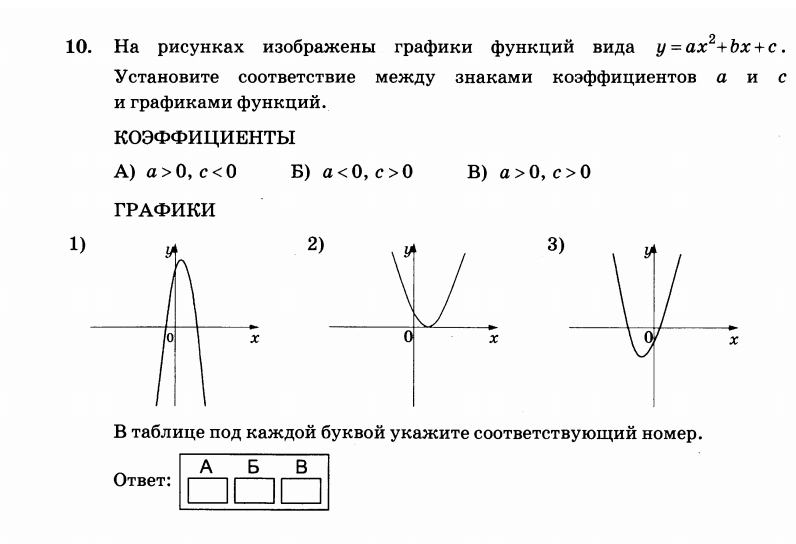 10. На рисунках изображены графики функций вида y = ax²+bx+c.
Установите соответствие между знаками коэффициентов a и c
и графиками функций.
КОЭФФИЦИЕНТЫ
А) a > 0, c < 0 Б) a < 0, c > 0 В) a > 0, c > 0
ГРАФИКИ
1) 2) 3)
y y y
0 x 0 x 0 x
В таблице под каждой буквой укажите соответствующий номер.
А Б В
Ответ: